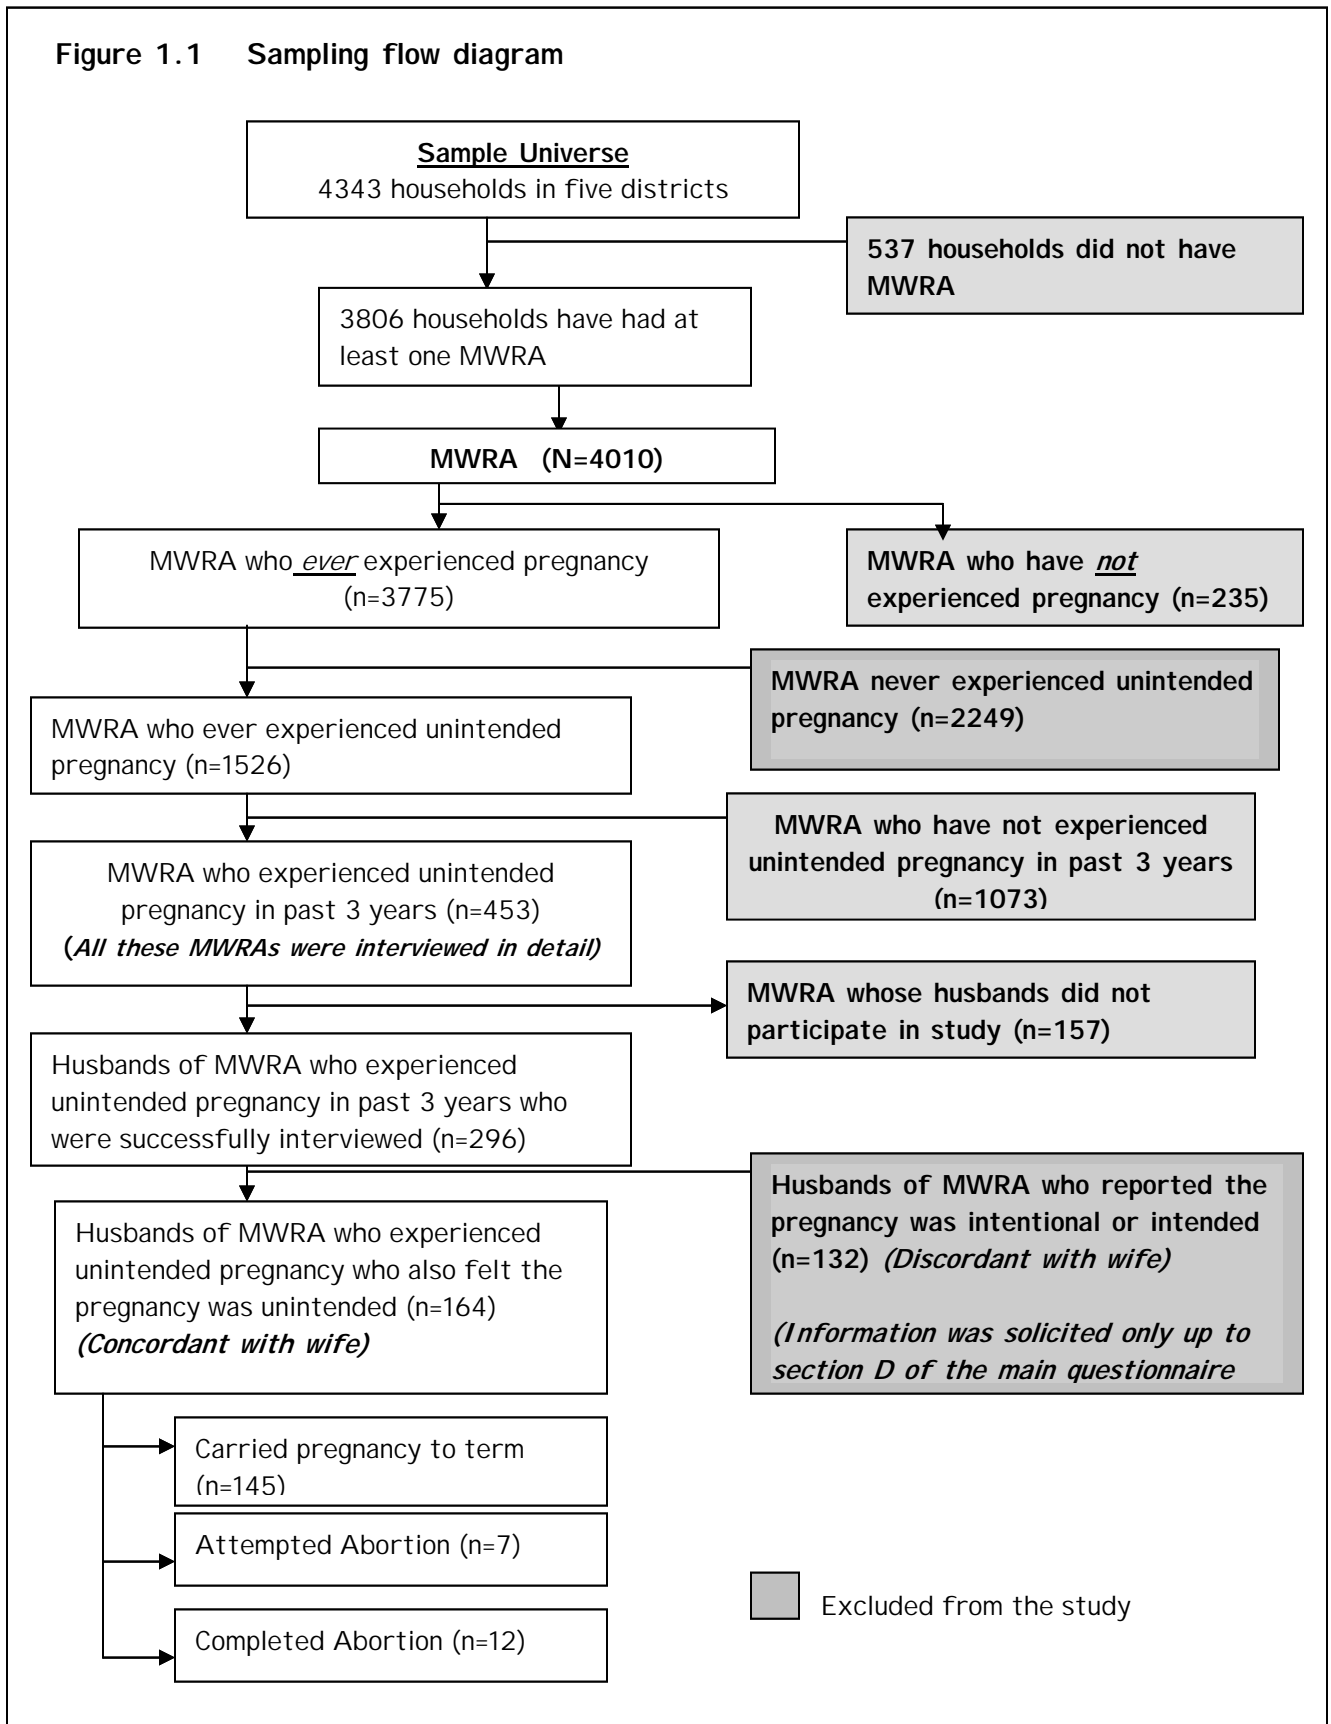 Figure 1.1 Sampling flow diagram
Sample Universe
4343 households in five districts
537 households did not have
MWRA
3806 households have had at
least one MWRA
MWRA (N=4010)
MWRA who ever experienced pregnancy
(n=3775)
MWRA who have not
experienced pregnancy (n=235)
MWRA never experienced unintended
pregnancy (n=2249)
MWRA who ever experienced unintended
pregnancy (n=1526)
MWRA who have not experienced
unintended pregnancy in past 3 years
(n=1073)
MWRA who experienced unintended
pregnancy in past 3 years (n=453)
(All these MWRAs were interviewed in detail)
MWRA whose husbands did not
participate in study (n=157)
Husbands of MWRA who experienced
unintended pregnancy in past 3 years who
were successfully interviewed (n=296)
Husbands of MWRA who reported the
pregnancy was intentional or intended
(n=132) (Discordant with wife)
(Information was solicited only up to
section D of the main questionnaire
Husbands of MWRA who experienced
unintended pregnancy who also felt the
pregnancy was unintended (n=164)
(Concordant with wife)
Carried pregnancy to term
(n=145)
Attempted Abortion (n=7)
Completed Abortion (n=12)
Excluded from the study